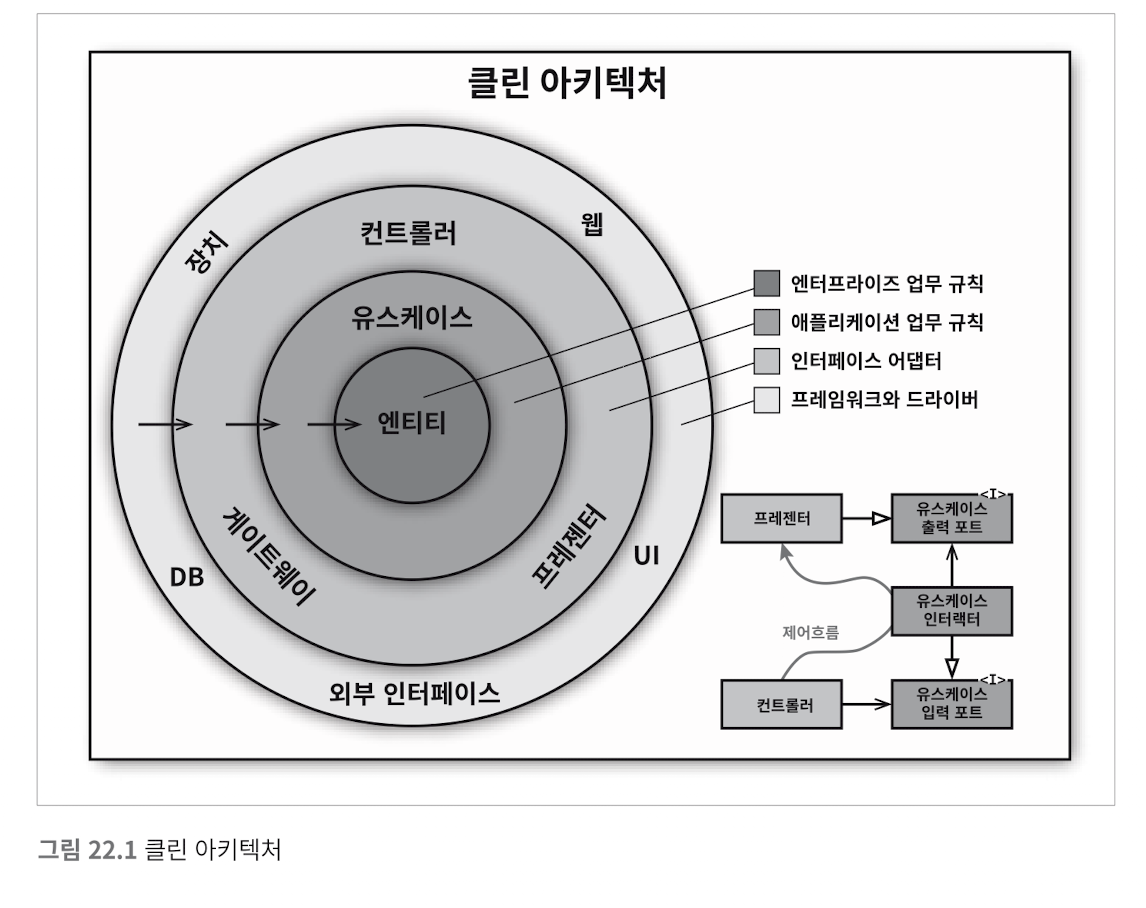 클린 아키텍처
장치
웹
컨트롤러
유스케이스
엔티티
게이트웨이
프레젠터
DB
UI
외부 인터페이스
엔터프라이즈 업무 규칙
애플리케이션 업무 규칙
인터페이스 어댑터
프레임워크와 드라이버
프레젠터
<I>
유스케이스
출력 포트
유스케이스
인터랙터
제어흐름
컨트롤러
<I>
유스케이스
입력 포트
그림 22.1 클린 아키텍처